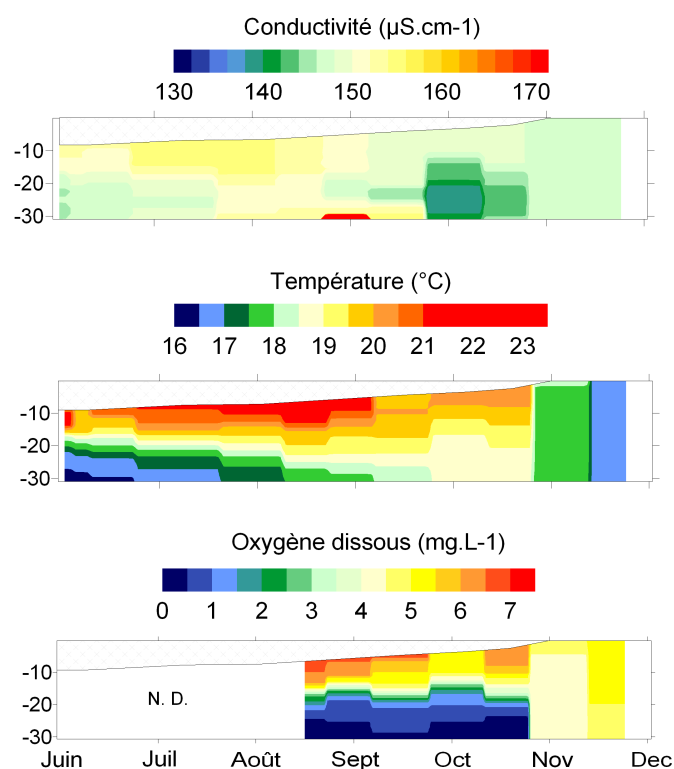 Conductivité (µS.cm-1)
130 140 150 160 170
-10
-20
-30
Température (°C)
16 17 18 19 20 21 22 23
-10
-20
-30
Oxygène dissous (mg.L-1)
0 1 2 3 4 5 6 7
-10
-20
-30
N. D.
Juin Juil Août Sept Oct Nov Dec